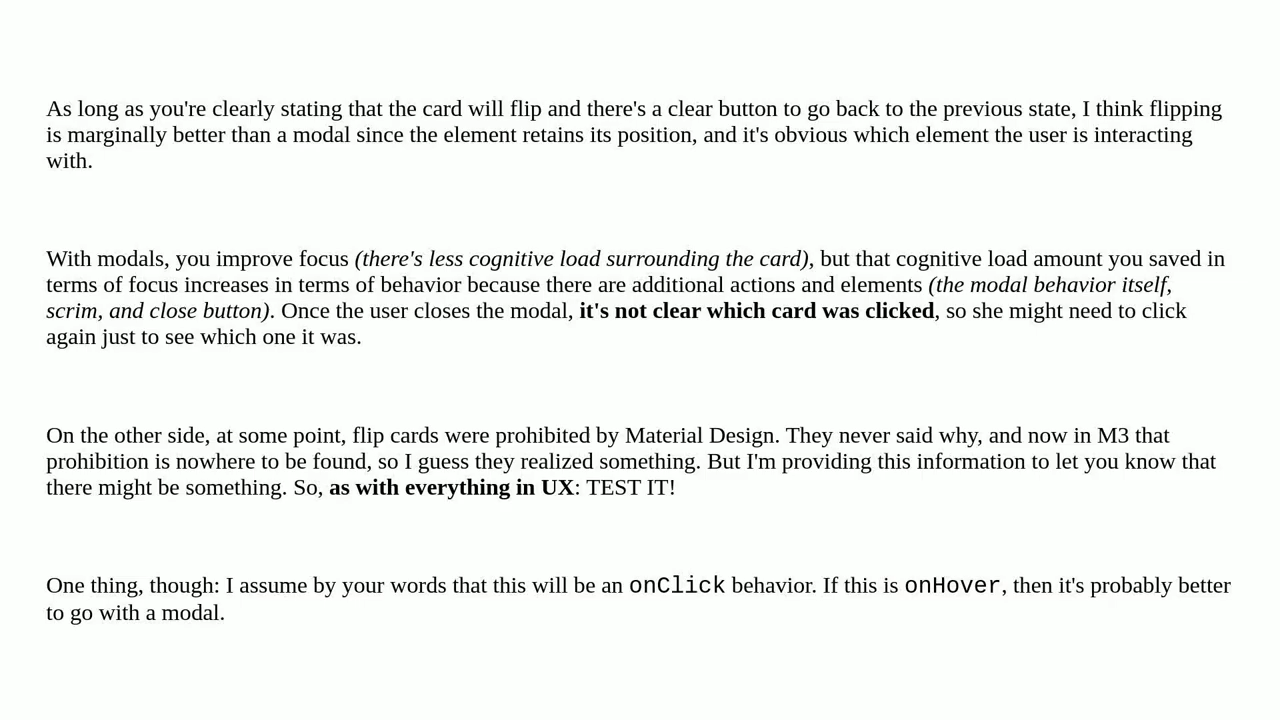 As long as you're clearly stating that the card will flip and there's a clear button to go back to the previous state, I think flipping
is marginally better than a modal since the element retains its position, and it's obvious which element the user is interacting
with.
With modals, you improve focus (there's less cognitive load surrounding the card), but that cognitive load amount you saved in
terms of focus increases in terms of behavior because there are additional actions and elements (the modal behavior itself,
scrim, and close button). Once the user closes the modal, it's not clear which card was clicked, so she might need to click
again just to see which one it was.
On the other side, at some point, flip cards were prohibited by Material Design. They never said why, and now in M3 that
prohibition is nowhere to be found, so I guess they realized something. But I'm providing this information to let you know that
there might be something. So, as with everything in UX: TEST IT!
One thing, though: I assume by your words that this will be an onClick behavior. If this is onHover, then it's probably better
to go with a modal.